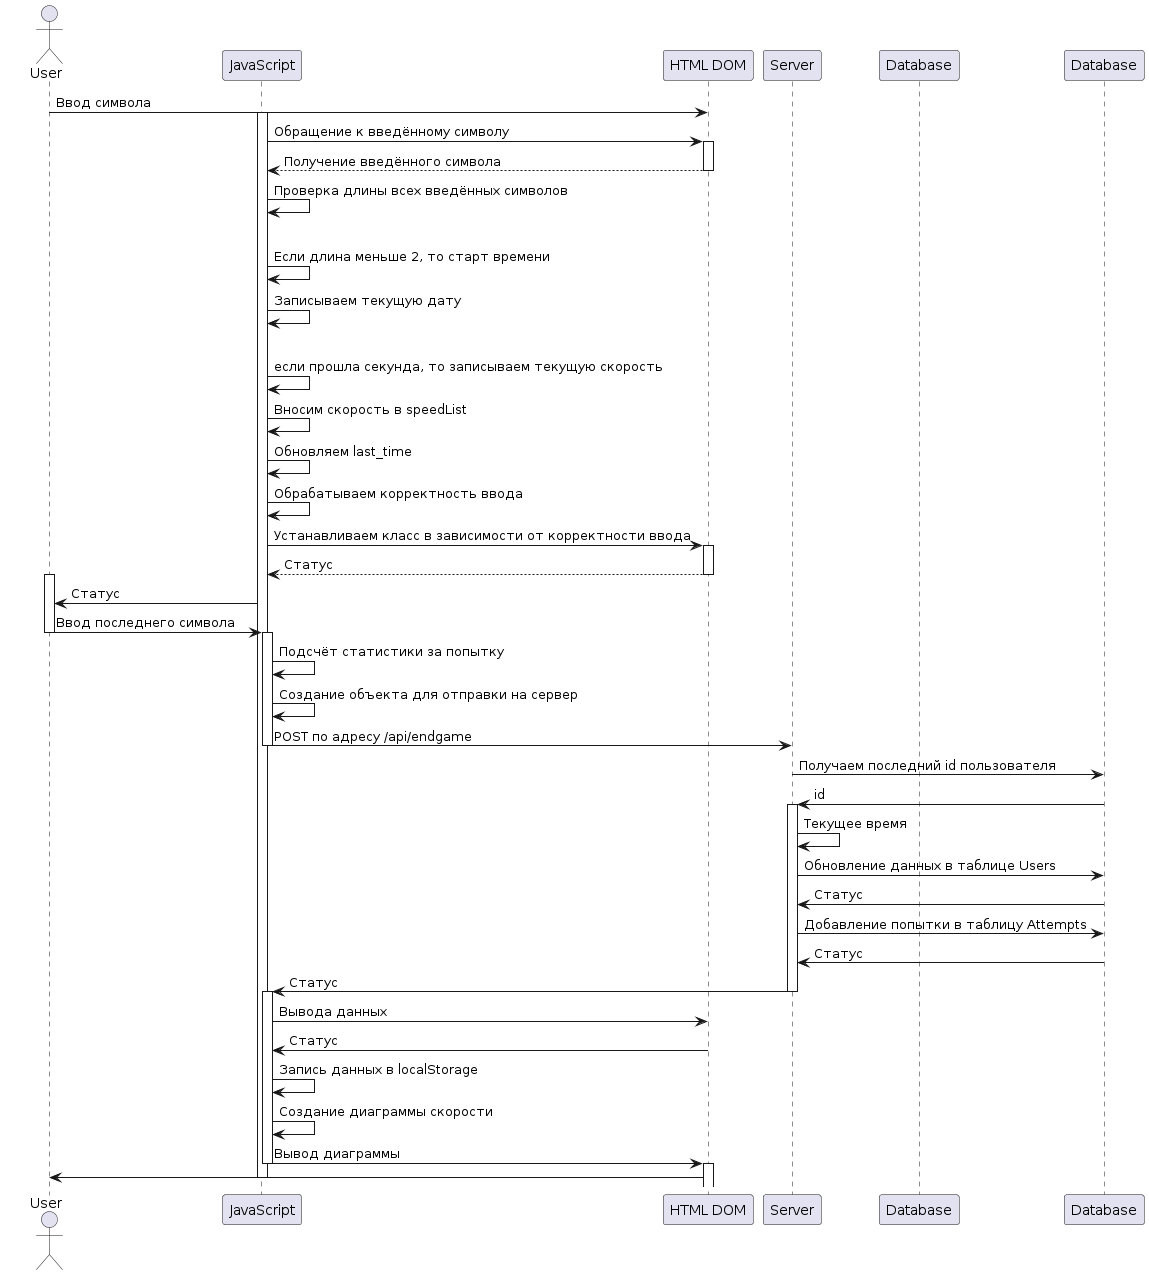 User
JavaScript
HTML DOM
Server
Database
Database
Ввод символа
Обращение к введённому символу
Получение введённого символа
Проверка длины всех введённых символов
Если длина меньше 2, то старт времени
Записываем текущую дату
если прошла секунда, то записываем текущую скорость
Вносим скорость в speedList
Обновляем last_time
Обрабатываем корректность ввода
Устанавливаем класс в зависимости от корректности ввода
Статус
Статус
Ввод последнего символа
Подсчёт статистики за попытку
Создание объекта для отправки на сервер
POST по адресу /api/endgame
Получаем последний id пользователя
id
Текущее время
Обновление данных в таблице Users
Статус
Добавление попытки в таблицу Attempts
Статус
Статус
Вывода данных
Статус
Запись данных в localStorage
Создание диаграммы скорости
Вывод диаграммы
User
JavaScript
HTML DOM
Server
Database
Database